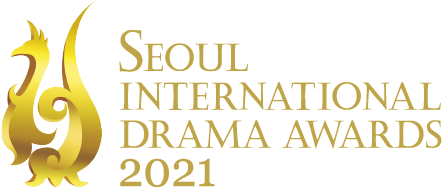 SEOUL
INTERNATIONAL
DRAMA AWARDS
2021